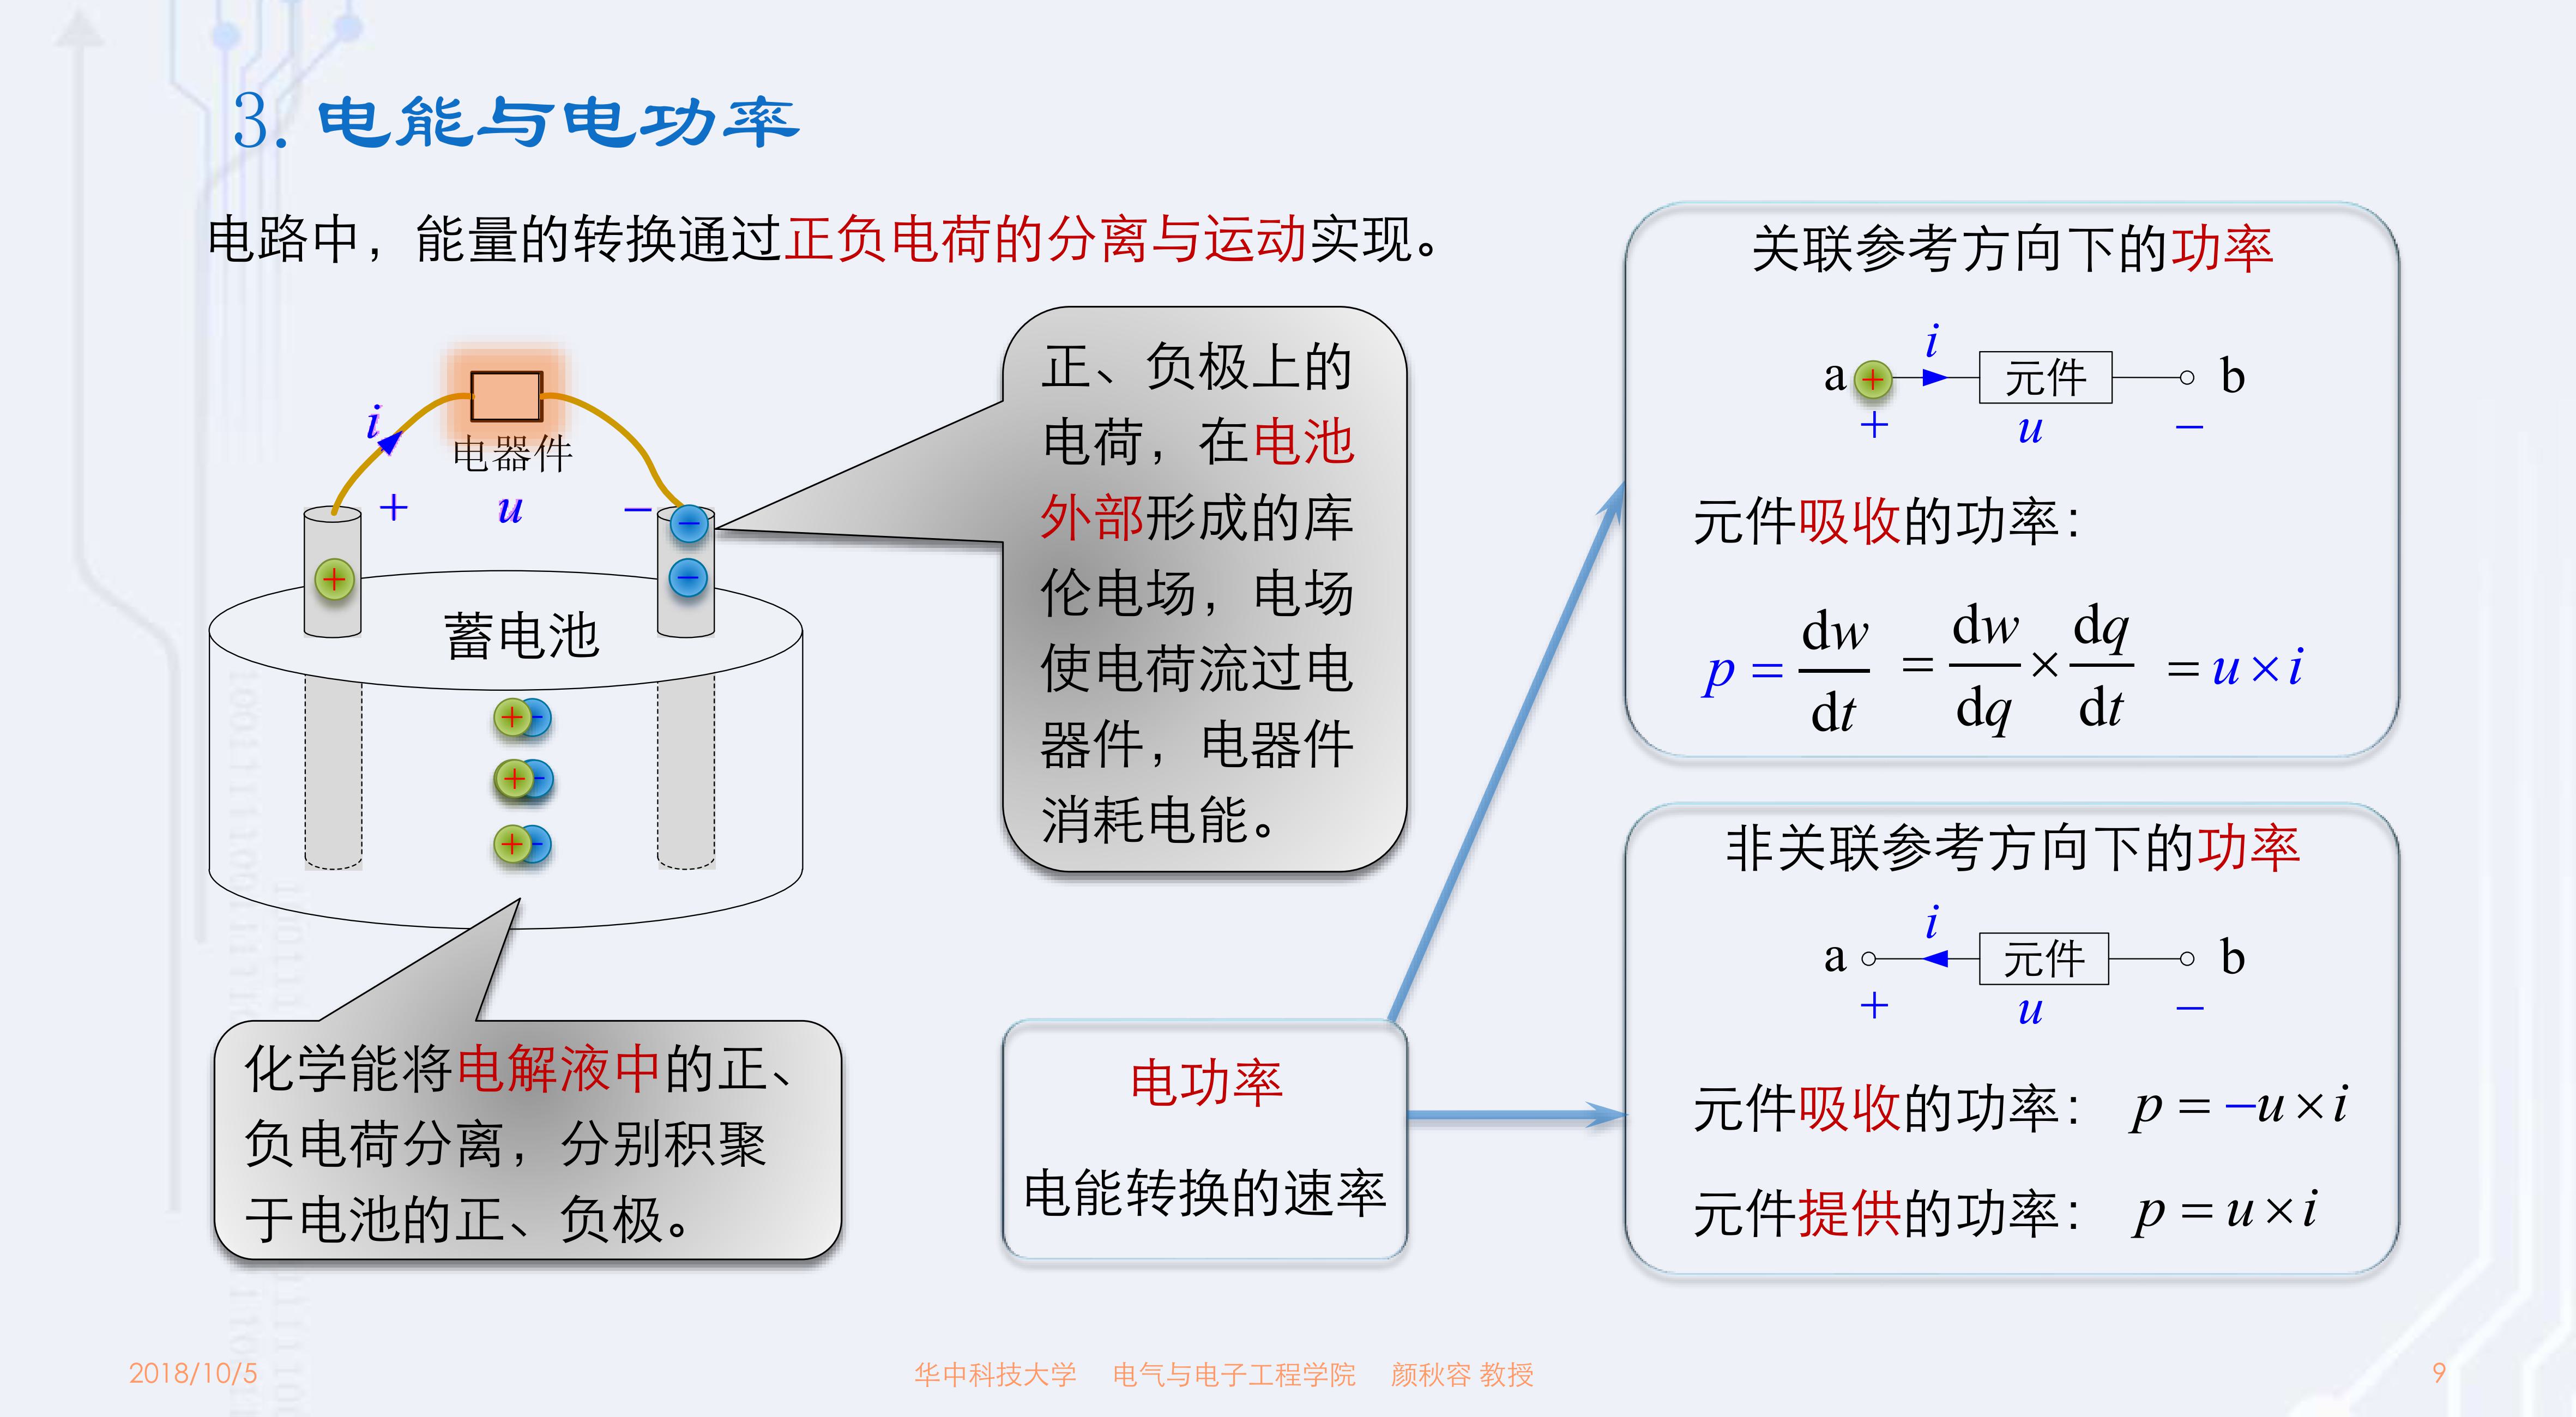 3. 电能与电功率
电路中，能量的转换通过正负电荷的分离与运动实现。
i
电器件
+ u −
+
−
−
蓄电池
+ −
+ −
+ −
正、负极上的
电荷，在电池
外部形成的库
伦电场，电场
使电荷流过电
器件，电器件
消耗电能。
化学能将电解液中的正、
负电荷分离，分别积聚
于电池的正、负极。
电功率
电能转换的速率
关联参考方向下的功率
i
a + 元件 b
+ u −
元件吸收的功率：
p = dw/dt = dw/dq × dq/dt = u × i
非关联参考方向下的功率
i
a 元件 b
+ u −
元件吸收的功率： p = −u × i
元件提供的功率： p = u × i
2018/10/5 华中科技大学 电气与电子工程学院 颜秋容 教授 9